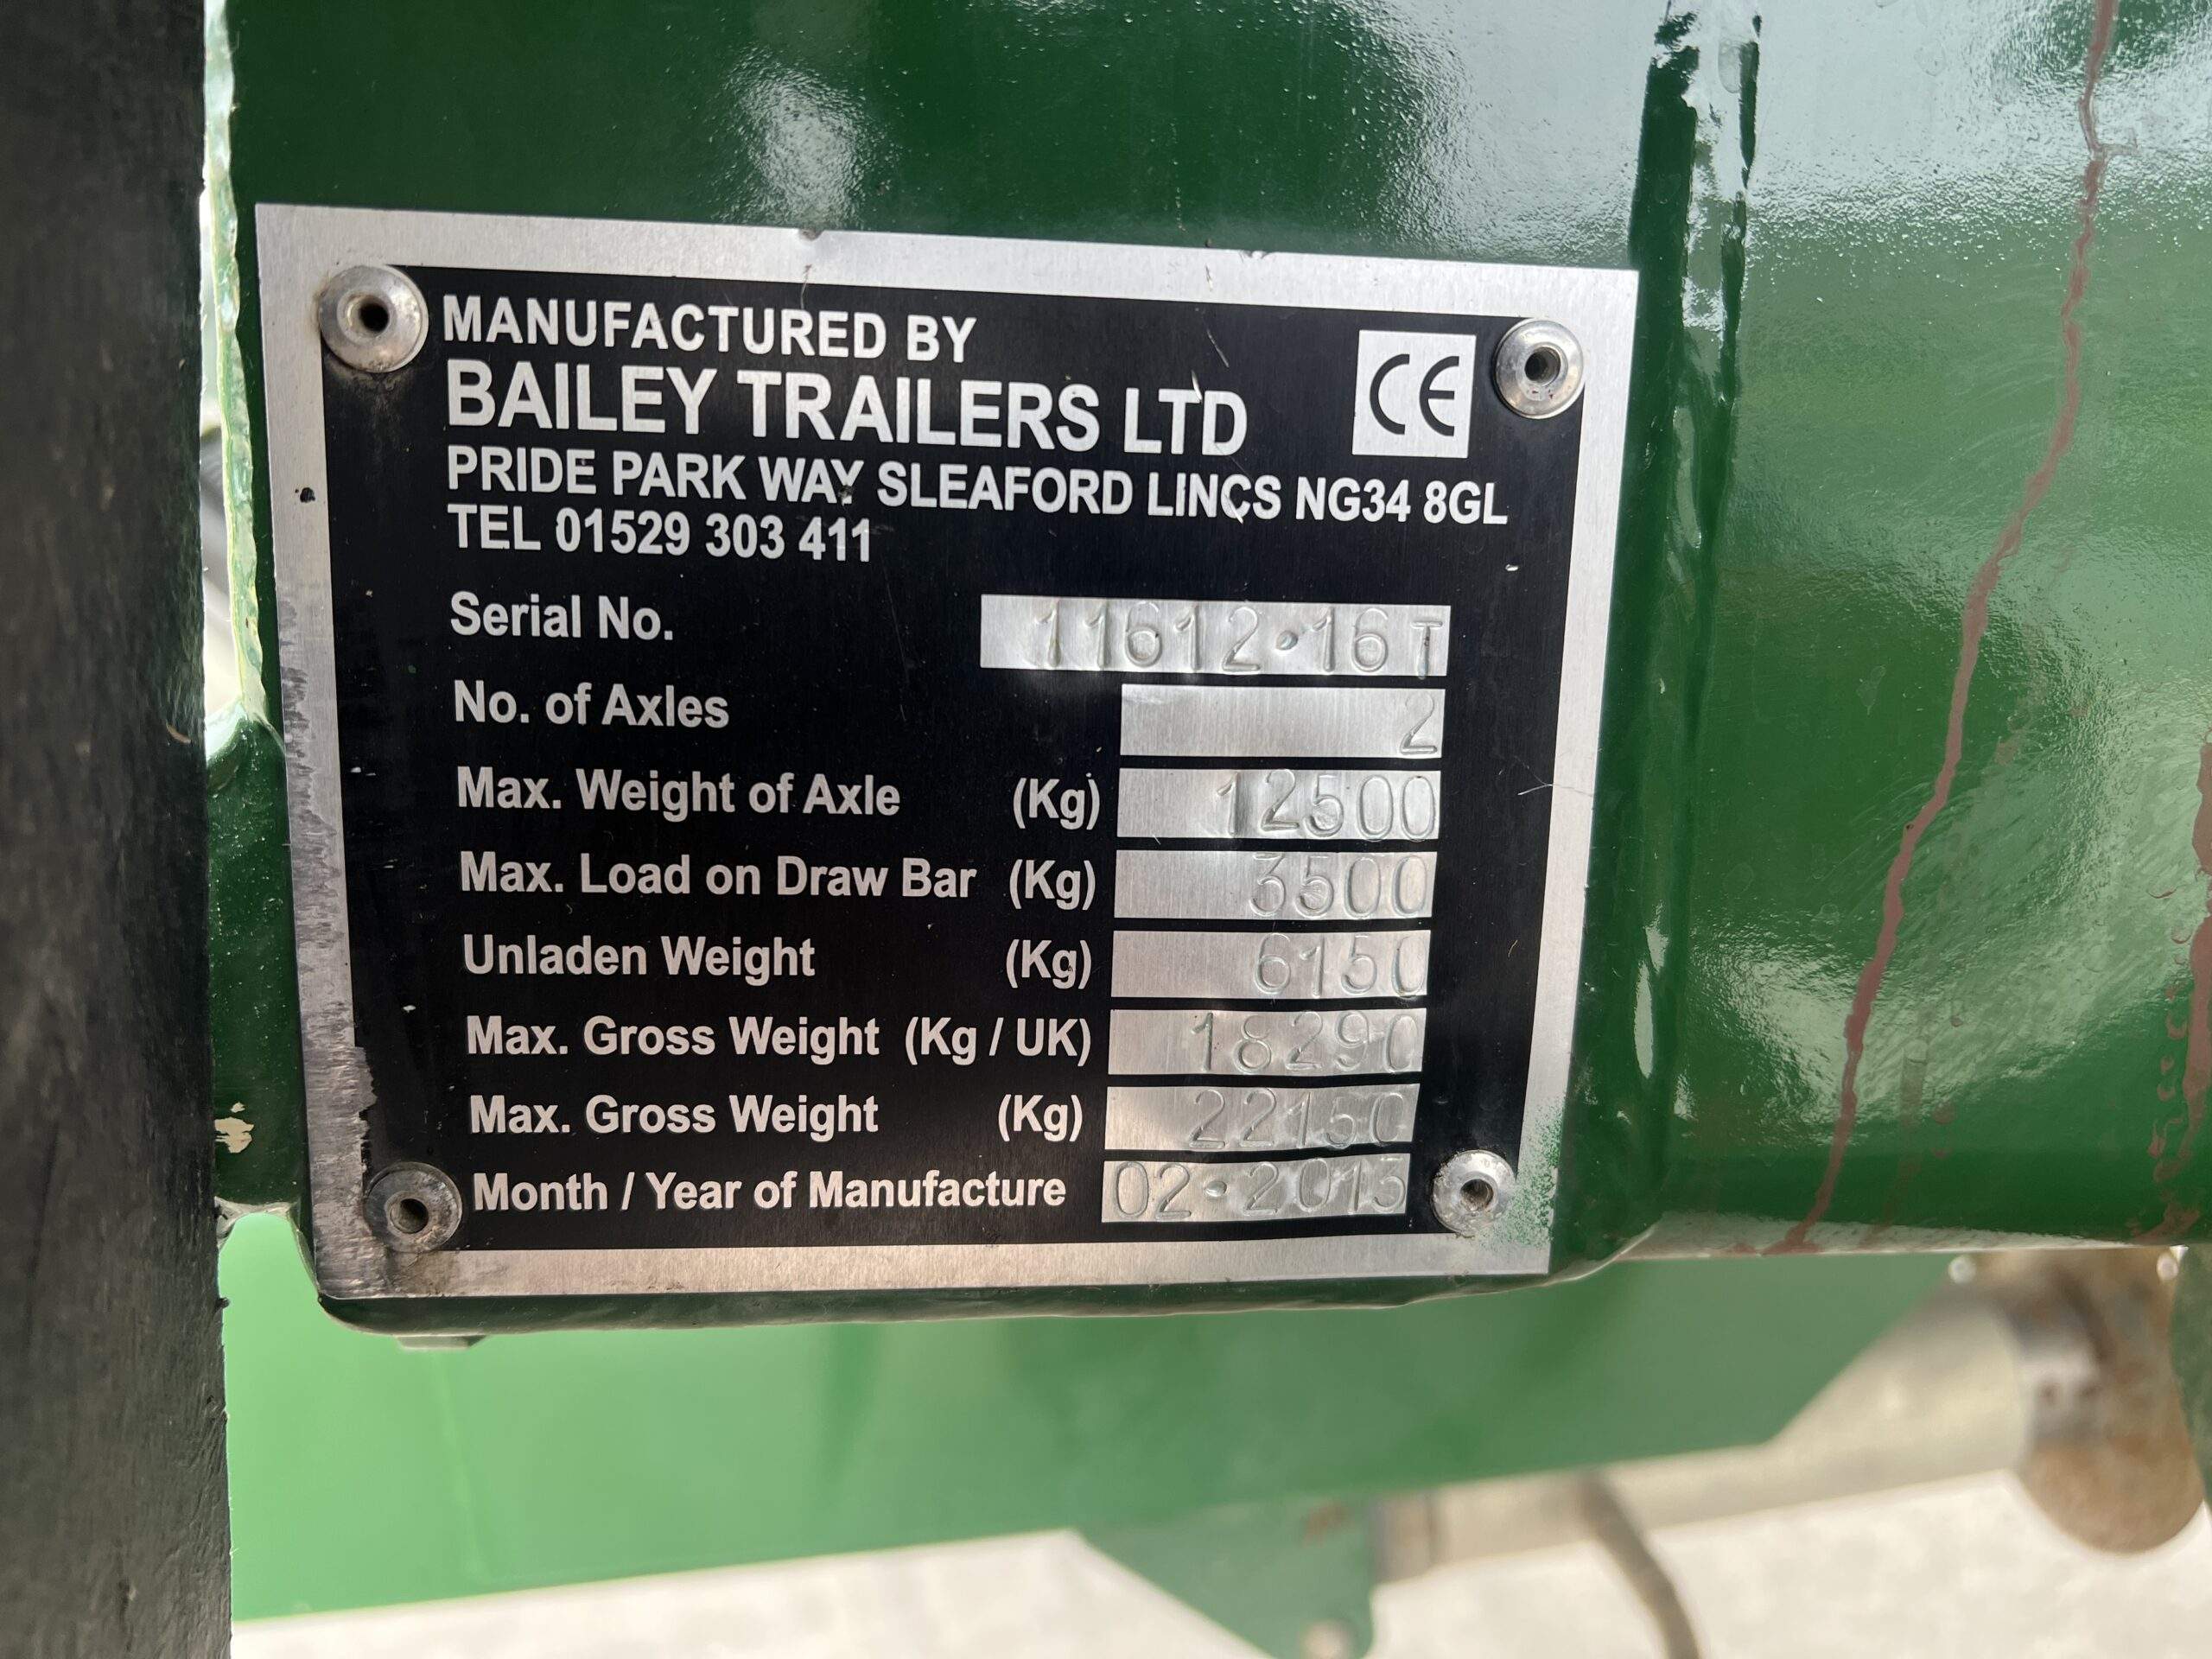 MANUFACTURED BY
BAILEY TRAILERS LTD
CE
PRIDE PARK WAY SLEAFORD LINCS NG34 8GL
TEL 01529 303 411
Serial No. 11612·16T
No. of Axles 2
Max. Weight of Axle (Kg) 12500
Max. Load on Draw Bar (Kg) 3500
Unladen Weight (Kg) 6150
Max. Gross Weight (Kg / UK) 18290
Max. Gross Weight (Kg) 22150
Month / Year of Manufacture 02·2015